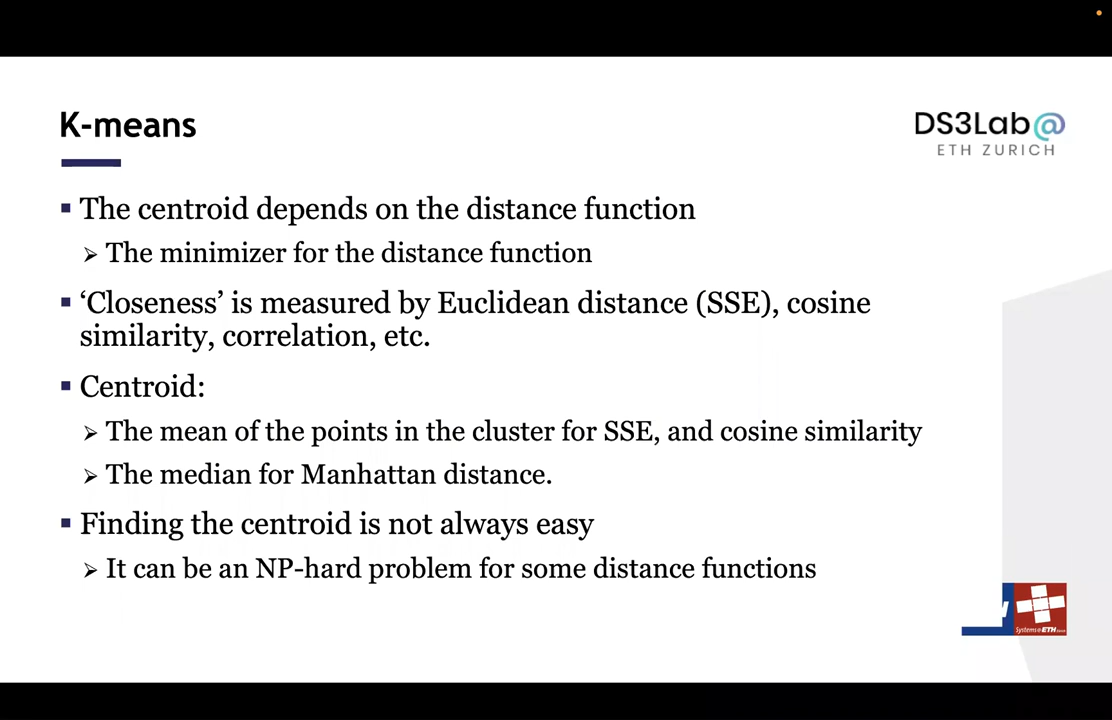 K-means
DS3Lab@
ETH ZURICH
The centroid depends on the distance function
The minimizer for the distance function
‘Closeness’ is measured by Euclidean distance (SSE), cosine
similarity, correlation, etc.
Centroid:
The mean of the points in the cluster for SSE, and cosine similarity
The median for Manhattan distance.
Finding the centroid is not always easy
It can be an NP-hard problem for some distance functions
Systems@ETH